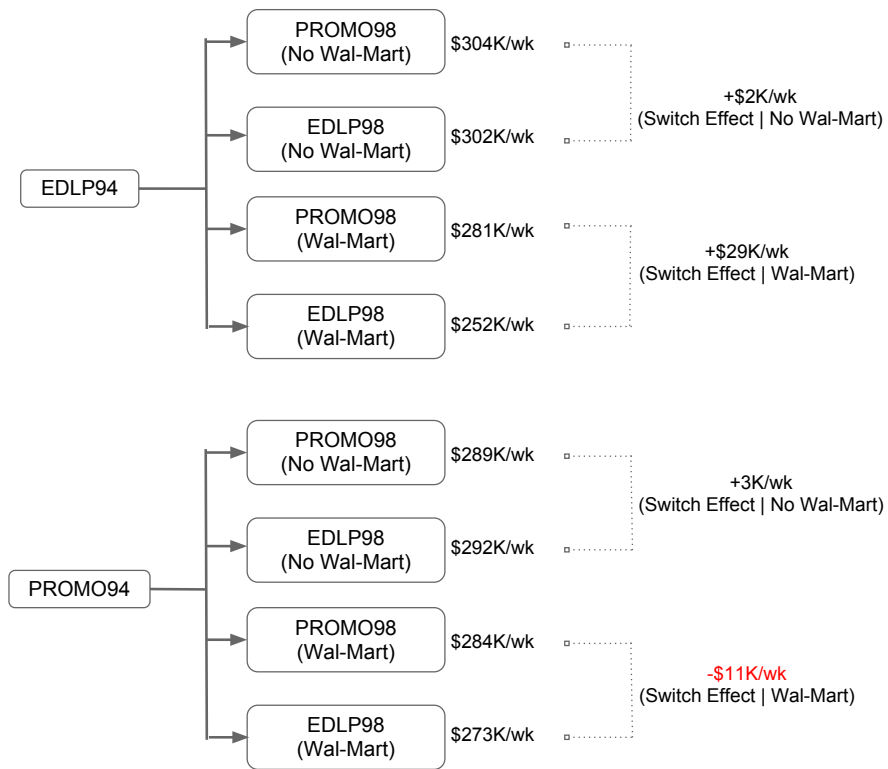 PROMO98
(No Wal-Mart)
$304K/wk
+$2K/wk
(Switch Effect | No Wal-Mart)
EDLP98
(No Wal-Mart)
$302K/wk
EDLP94
PROMO98
(Wal-Mart)
$281K/wk
+$29K/wk
(Switch Effect | Wal-Mart)
EDLP98
(Wal-Mart)
$252K/wk
PROMO98
(No Wal-Mart)
$289K/wk
+3K/wk
(Switch Effect | No Wal-Mart)
EDLP98
(No Wal-Mart)
$292K/wk
PROMO94
PROMO98
(Wal-Mart)
$284K/wk
-$11K/wk
(Switch Effect | Wal-Mart)
EDLP98
(Wal-Mart)
$273K/wk